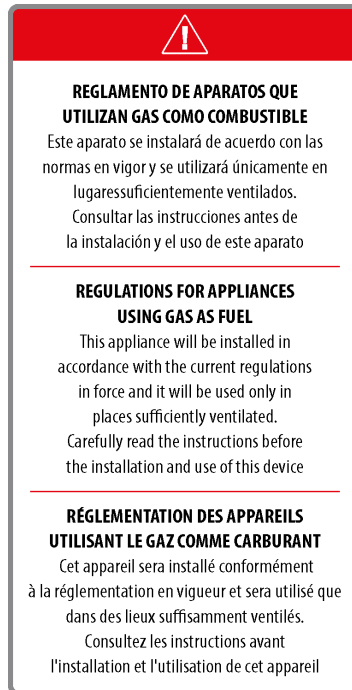 REGLAMENTO DE APARATOS QUE
UTILIZAN GAS COMO COMBUSTIBLE
Este aparato se instalará de acuerdo con las
normas en vigor y se utilizará únicamente en
lugaressuficientemente ventilados.
Consultar las instrucciones antes de
la instalación y el uso de este aparato
REGULATIONS FOR APPLIANCES
USING GAS AS FUEL
This appliance will be installed in
accordance with the current regulations
in force and it will be used only in
places sufficiently ventilated.
Carefully read the instructions before
the installation and use of this device
RÉGLEMENTATION DES APPAREILS
UTILISANT LE GAZ COMME CARBURANT
Cet appareil sera installé conformément
à la réglementation en vigueur et sera utilisé que
dans des lieux suffisamment ventilés.
Consultez les instructions avant
l'installation et l'utilisation de cet appareil